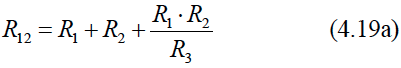 R₁₂ = R₁ + R₂ + (R₁ · R₂) / R₃ (4.19a)